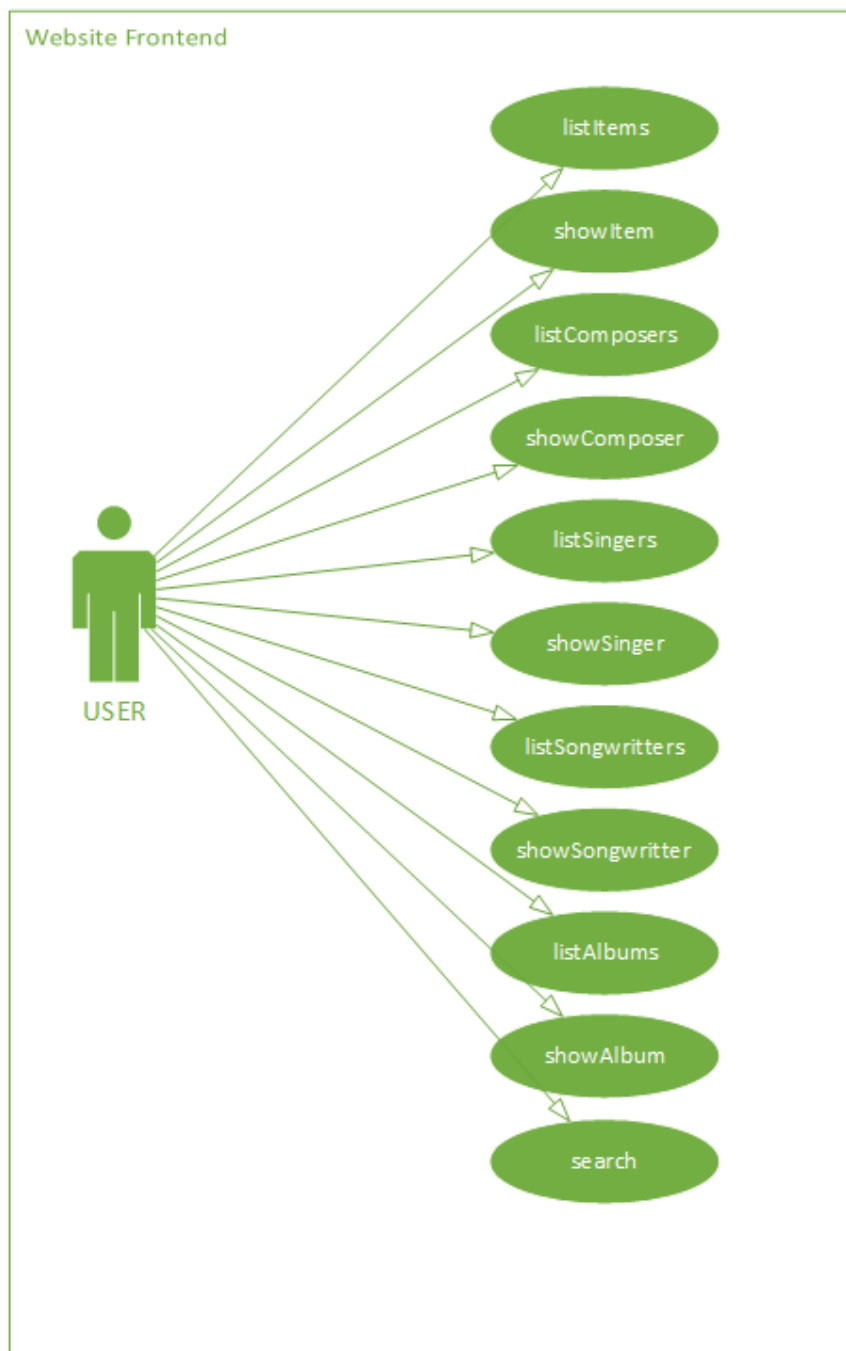 Website Frontend
listItems
showItem
listComposers
showComposer
listSingers
showSinger
USER
listSongwritters
showSongwritter
listAlbums
showAlbum
search